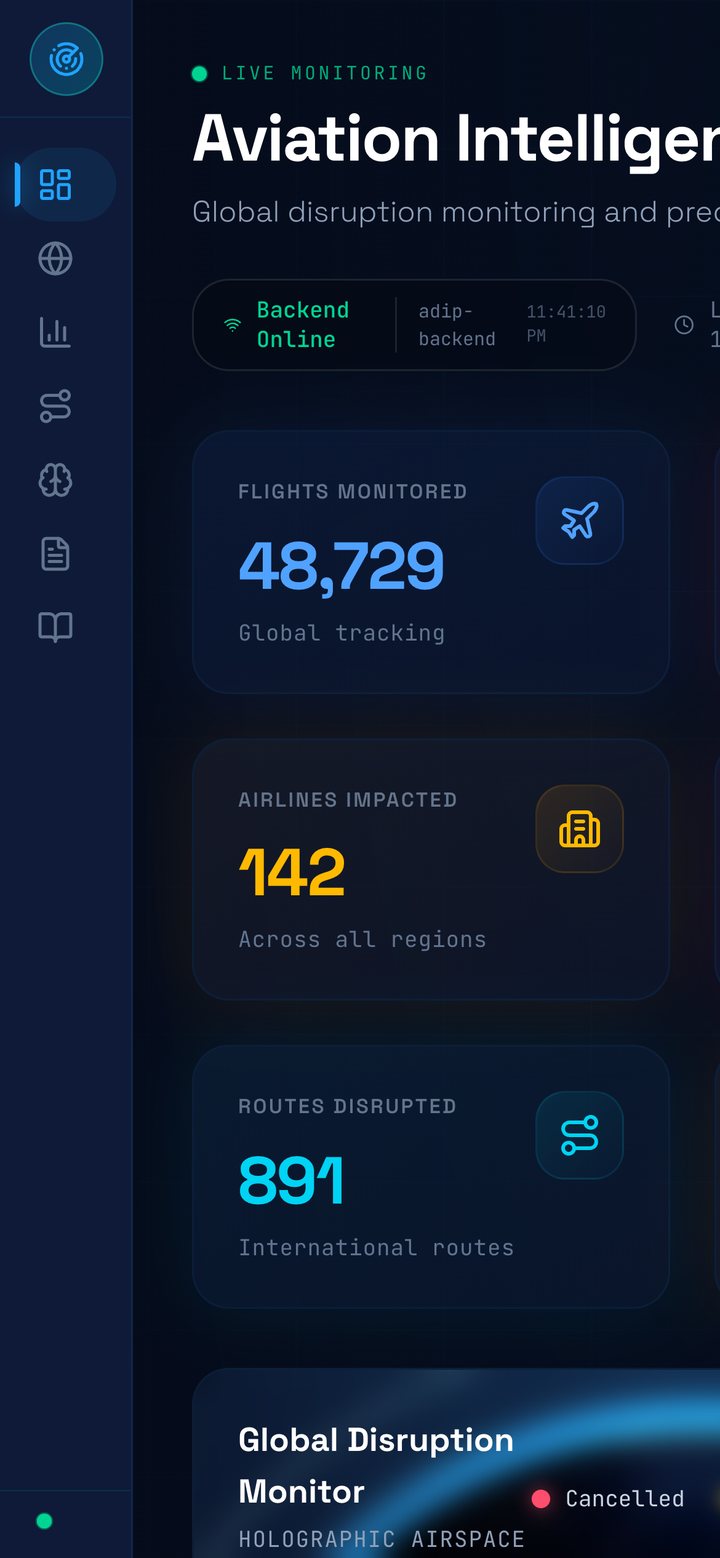 LIVE MONITORING
Aviation Intelliger
Global disruption monitoring and pred
Backend
Online
adip-
backend
11:41:10
PM
L
1
FLIGHTS MONITORED
48,729
Global tracking
AIRLINES IMPACTED
142
Across all regions
ROUTES DISRUPTED
891
International routes
Global Disruption
Monitor
Cancelled
HOLOGRAPHIC AIRSPACE